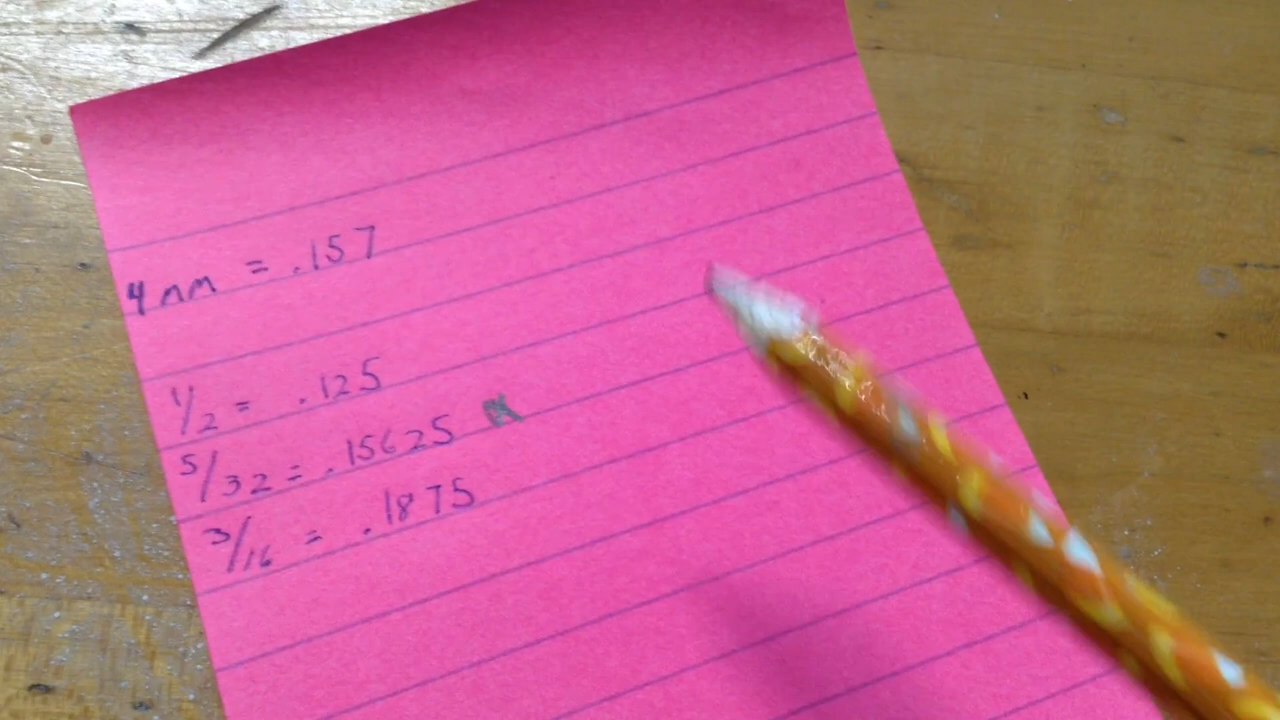 4mm = .157
1/2 = .125
5/32 = .15625
3/16 = .1875